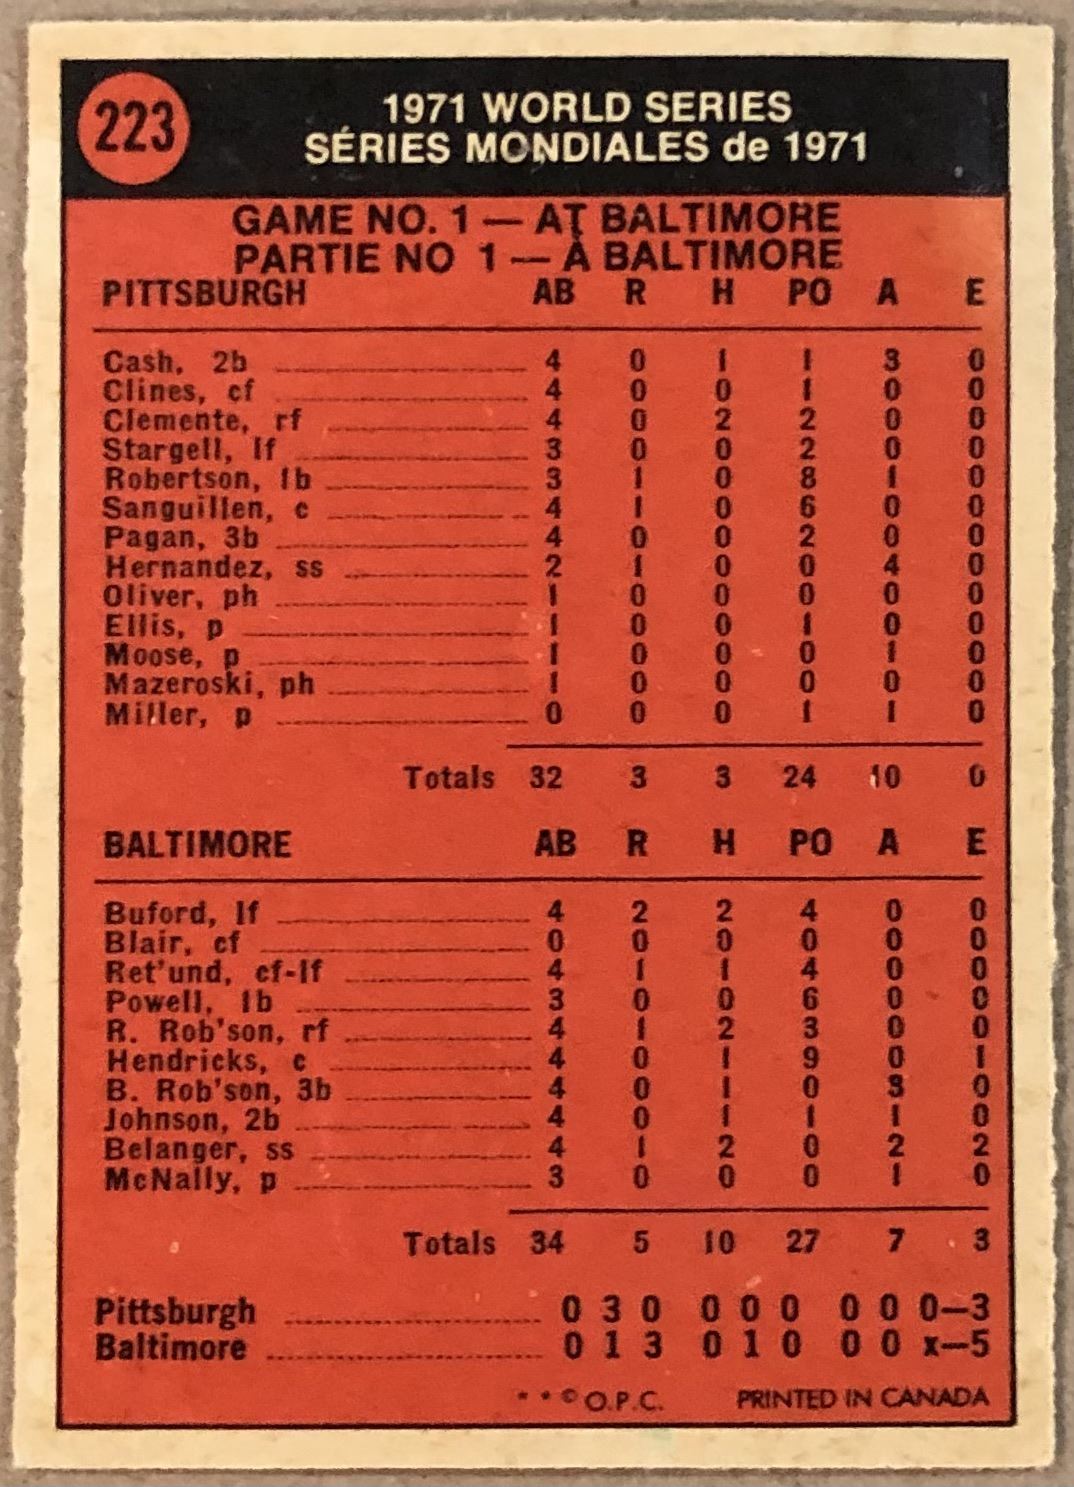 223
1971 WORLD SERIES
SÉRIES MONDIALES de 1971
GAME NO. 1 — AT BALTIMORE
PARTIE NO 1 — À BALTIMORE
PITTSBURGH AB R H PO A E
Cash, 2b 4 0 1 1 3 0
Clines, cf 4 0 0 1 0 0
Clemente, rf 4 0 2 2 0 0
Stargell, lf 3 0 0 2 0 0
Robertson, 1b 3 1 0 8 1 0
Sanguillen, c 4 1 0 6 0 0
Pagan, 3b 4 0 0 2 0 0
Hernandez, ss 2 1 0 0 4 0
Oliver, ph 1 0 0 0 0 0
Ellis, p 1 0 0 1 0 0
Moose, p 1 0 0 0 1 0
Mazeroski, ph 1 0 0 0 0 0
Miller, p 0 0 0 1 1 0
Totals 32 3 3 24 10 0
BALTIMORE AB R H PO A E
Buford, lf 4 2 2 4 0 0
Blair, cf 0 0 0 0 0 0
Ret'und, cf-lf 4 1 1 4 0 0
Powell, 1b 3 0 0 6 0 0
R. Rob'son, rf 4 1 2 3 0 0
Hendricks, c 4 0 1 9 0 1
B. Rob'son, 3b 4 0 1 0 3 0
Johnson, 2b 4 0 1 1 1 0
Belanger, ss 4 1 2 0 2 2
McNally, p 3 0 0 0 1 0
Totals 34 5 10 27 7 3
Pittsburgh 0 3 0 0 0 0 0 0 0—3
Baltimore 0 1 3 0 1 0 0 0 x—5
* * © O.P.C. PRINTED IN CANADA